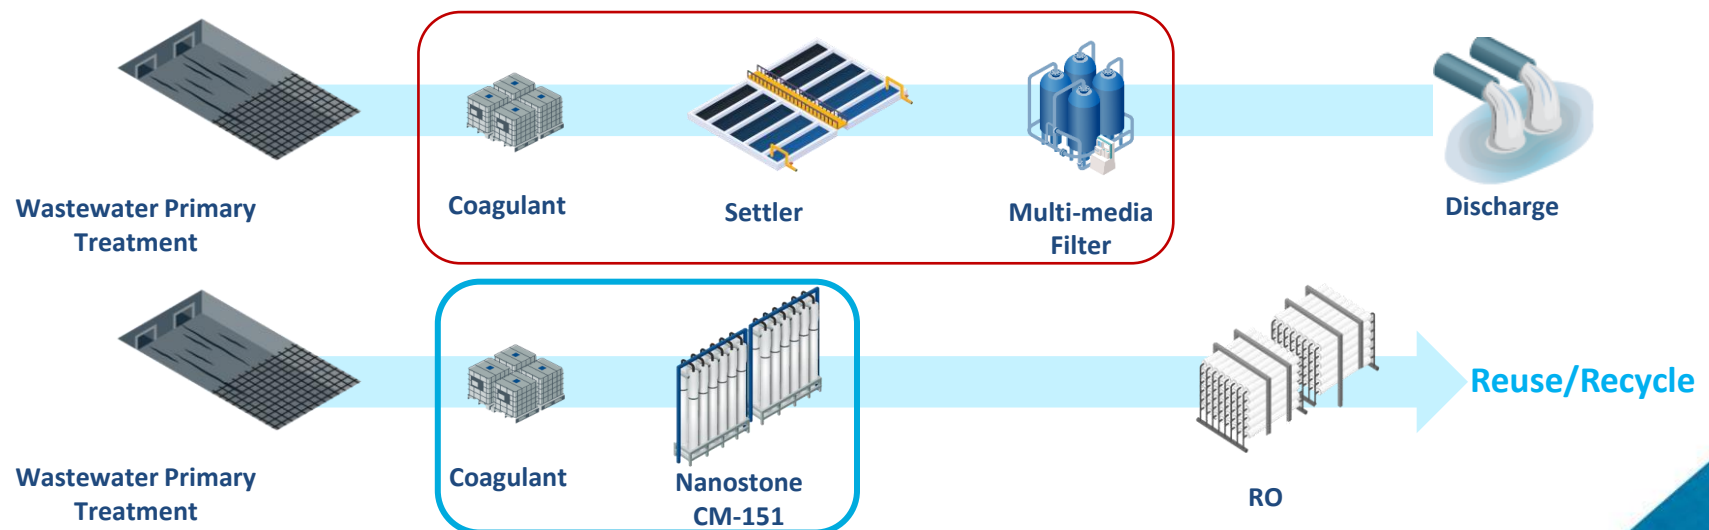 Wastewater Primary
Treatment
Coagulant
Settler
Multi-media
Filter
Discharge
Wastewater Primary
Treatment
Coagulant
Nanostone
CM-151
RO
Reuse/Recycle